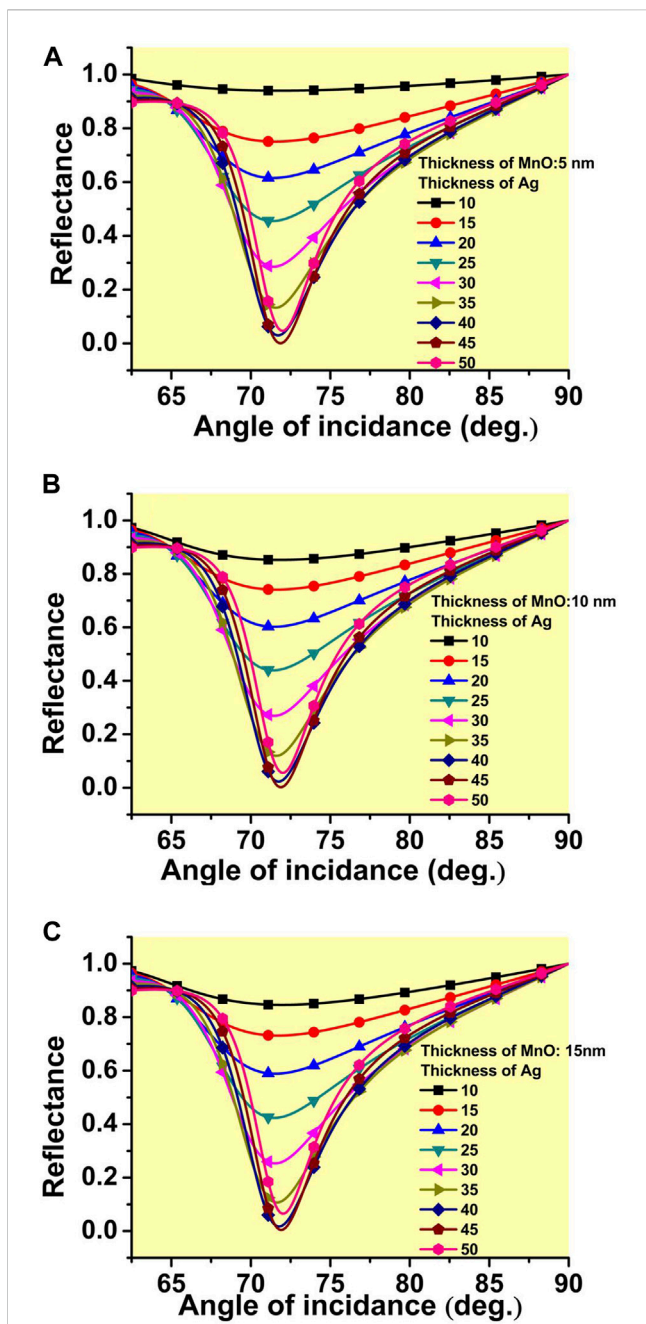 A
1.0
0.8
0.6
0.4
0.2
0.0
Reflectance
Thickness of MnO:5 nm
Thickness of Ag
10
15
20
25
30
35
40
45
50
65 70 75 80 85 90
Angle of incidance (deg.)
B
1.0
0.8
0.6
0.4
0.2
0.0
Reflectance
Thickness of MnO:10 nm
Thickness of Ag
10
15
20
25
30
35
40
45
50
65 70 75 80 85 90
Angle of incidance (deg.)
C
1.0
0.8
0.6
0.4
0.2
0.0
Reflectance
Thickness of MnO: 15nm
Thickness of Ag
10
15
20
25
30
35
40
45
50
65 70 75 80 85 90
Angle of incidance (deg.)